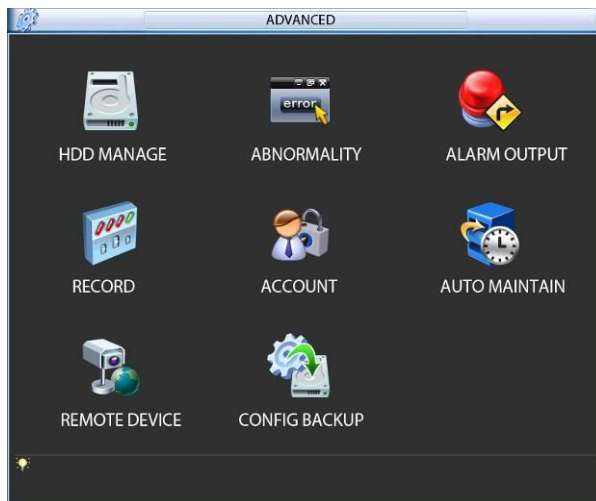 ADVANCED
error
HDD MANAGE
ABNORMALITY
ALARM OUTPUT
RECORD
ACCOUNT
AUTO MAINTAIN
REMOTE DEVICE
CONFIG BACKUP